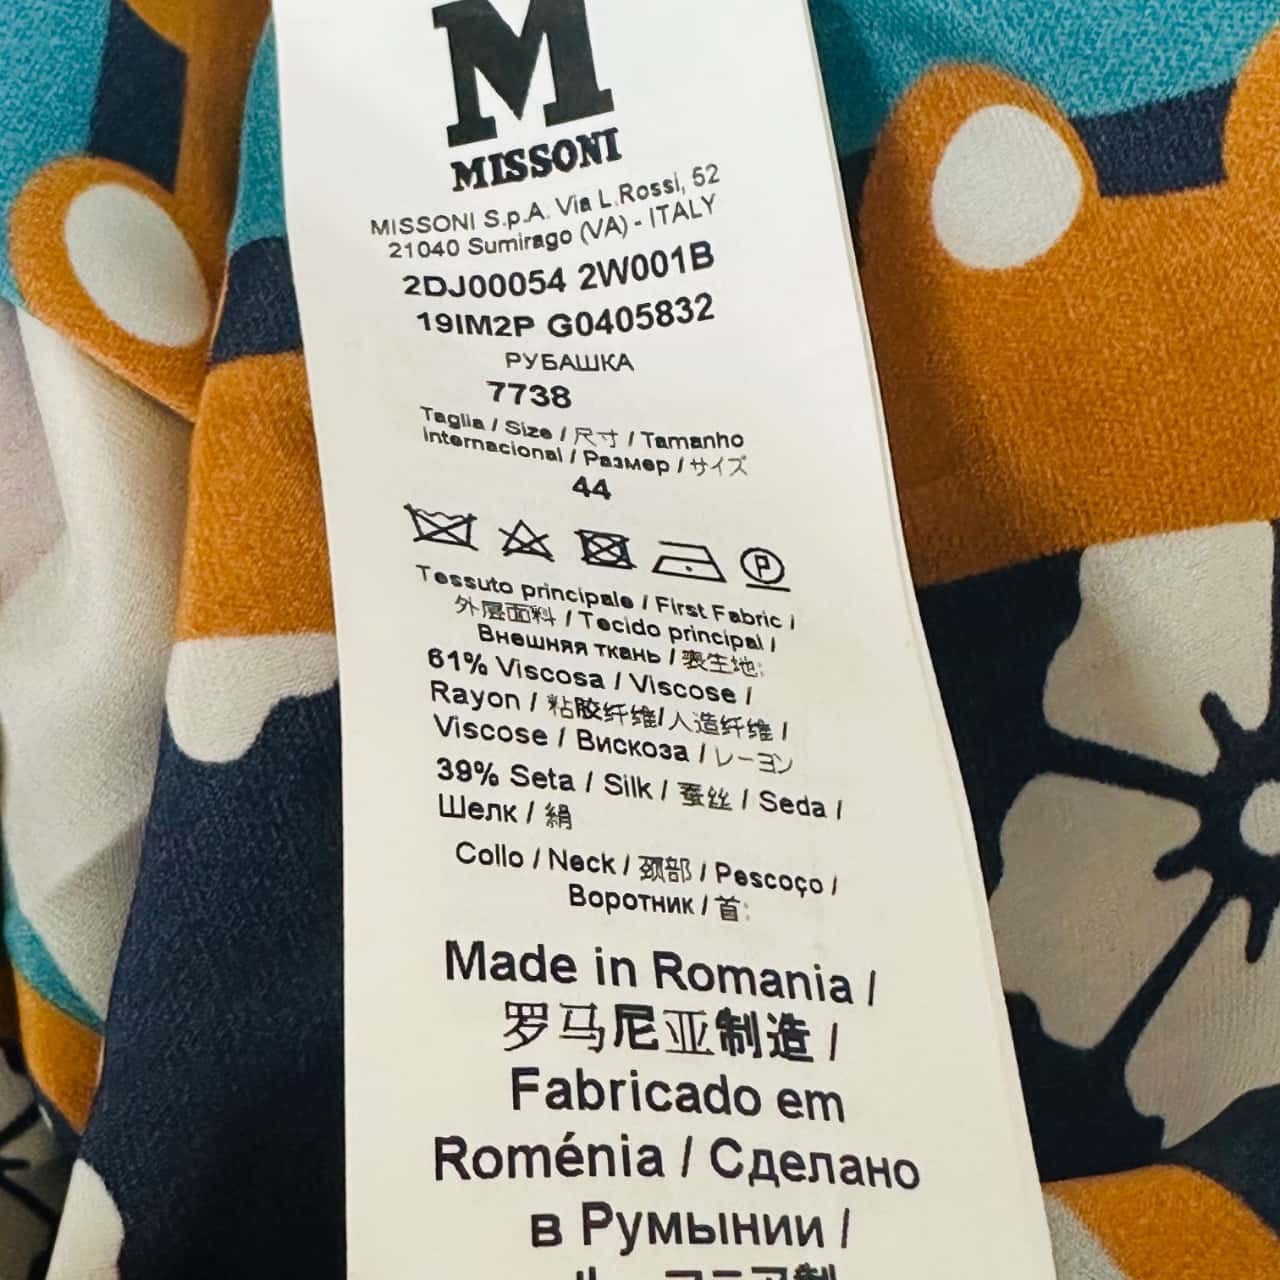 M
MISSONI
MISSONI S.p.A. Via L.Rossi, 52
21040 Sumirago (VA) - ITALY
2DJ00054 2W001B
19IM2P G0405832
РУБАШКА
7738
Taglia / Size / 尺寸 / Tamanho
internacional / Размер / サイズ
44
P
Tessuto principale / First Fabric /
外层面料 / Tecido principal /
Внешняя ткань / 表生地:
61% Viscosa / Viscose /
Rayon / 粘胶纤维/人造纤维 /
Viscose / Вискоза / レーヨン
39% Seta / Silk / 蚕丝 / Seda /
Шелк / 絹
Collo / Neck / 颈部 / Pescoço /
Воротник / 首:
Made in Romania /
罗马尼亚制造 /
Fabricado em
Roménia / Сделано
в Румынии /